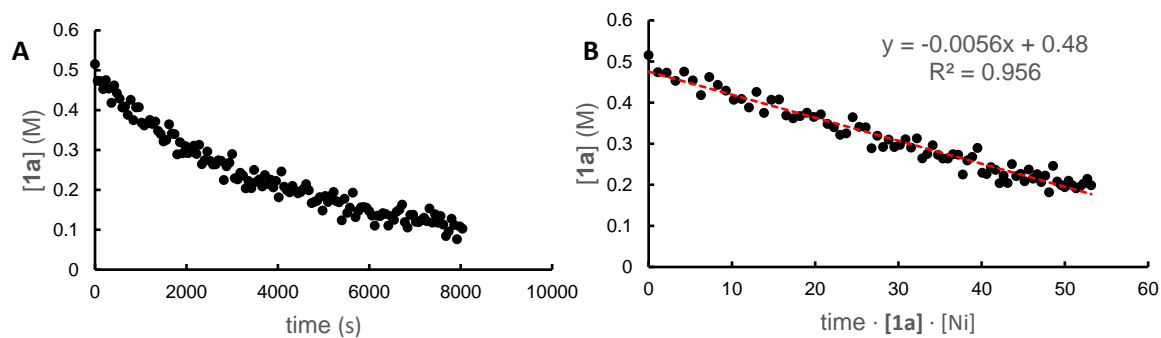 A
[1a] (M)
0.6
0.5
0.4
0.3
0.2
0.1
0
0 2000 4000 6000 8000 10000
time (s)
B
[1a] (M)
0.6
0.5
0.4
0.3
0.2
0.1
0
y = -0.0056x + 0.48
R² = 0.956
0 10 20 30 40 50 60
time · [1a] · [Ni]